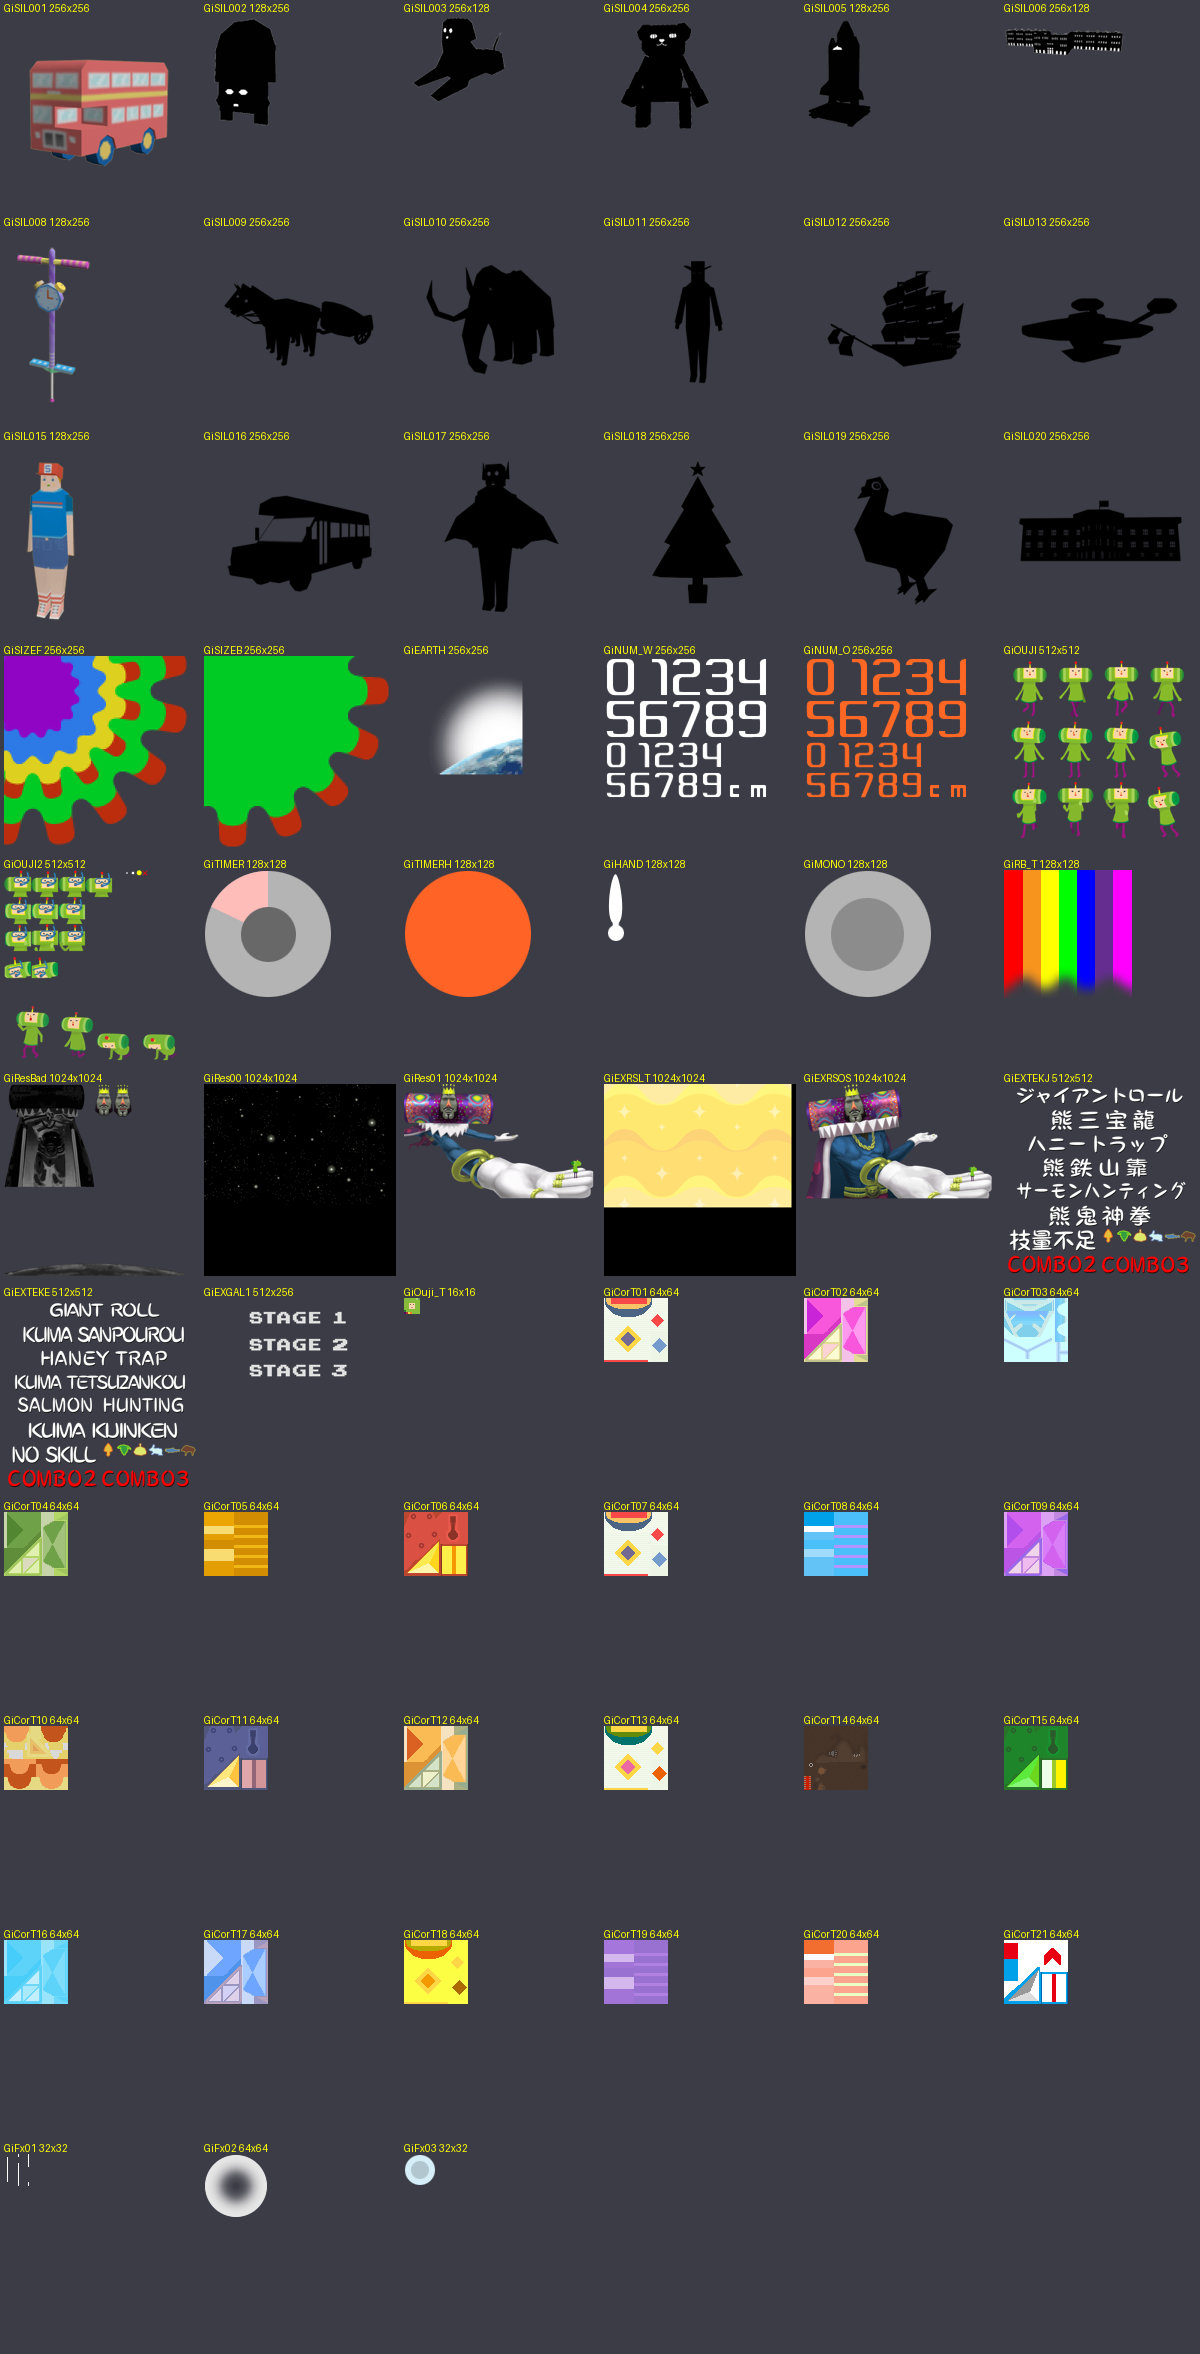 GiSIL001 256x256
GiSIL002 128x256
GiSIL003 256x128
GiSIL004 256x256
GiSIL005 128x256
GiSIL006 256x128
GiSIL008 128x256
GiSIL009 256x256
GiSIL010 256x256
GiSIL011 256x256
GiSIL012 256x256
GiSIL013 256x256
GiSIL015 128x256
GiSIL016 256x256
GiSIL017 256x256
GiSIL018 256x256
GiSIL019 256x256
GiSIL020 256x256
S
GiSIZEF 256x256
GiSIZEB 256x256
GiEARTH 256x256
GiNUM_W 256x256
GiNUM_O 256x256
GiOUJI 512x512
0 1234
56789
0 1234
56789cm
0 1234
56789
0 1234
56789cm
GiOUJI2 512x512
GiTIMER 128x128
GiTIMERH 128x128
GiHAND 128x128
GiMONO 128x128
GiRB_T 128x128
GiResBad 1024x1024
GiRes00 1024x1024
GiRes01 1024x1024
GiEXRSLT 1024x1024
GiEXRSOS 1024x1024
GiEXTEKJ 512x512
ジャイアントロール
熊三宝龍
ハニートラップ
熊鉄山靠
サーモンハンティング
熊鬼神拳
技量不足
COMBO2 COMBO3
GiEXTEKE 512x512
GiEXGAL1 512x256
GiOuji_T 16x16
GiCorT01 64x64
GiCorT02 64x64
GiCorT03 64x64
GIANT ROLL
KUMA SANPOUROU
HANEY TRAP
KUMA TETSUZANKOU
SALMON HUNTING
KUMA KIJINKEN
NO SKILL
COMBO2 COMBO3
STAGE 1
STAGE 2
STAGE 3
GiCorT04 64x64
GiCorT05 64x64
GiCorT06 64x64
GiCorT07 64x64
GiCorT08 64x64
GiCorT09 64x64
GiCorT10 64x64
GiCorT11 64x64
GiCorT12 64x64
GiCorT13 64x64
GiCorT14 64x64
GiCorT15 64x64
GiCorT16 64x64
GiCorT17 64x64
GiCorT18 64x64
GiCorT19 64x64
GiCorT20 64x64
GiCorT21 64x64
GiFx01 32x32
GiFx02 64x64
GiFx03 32x32